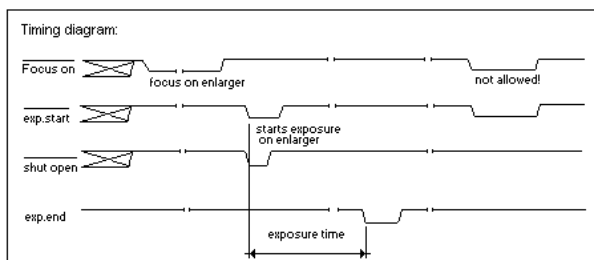 Timing diagram:
Focus on
focus on enlarger
not allowed!
exp.start
starts exposure
on enlarger
shut open
exp.end
exposure time